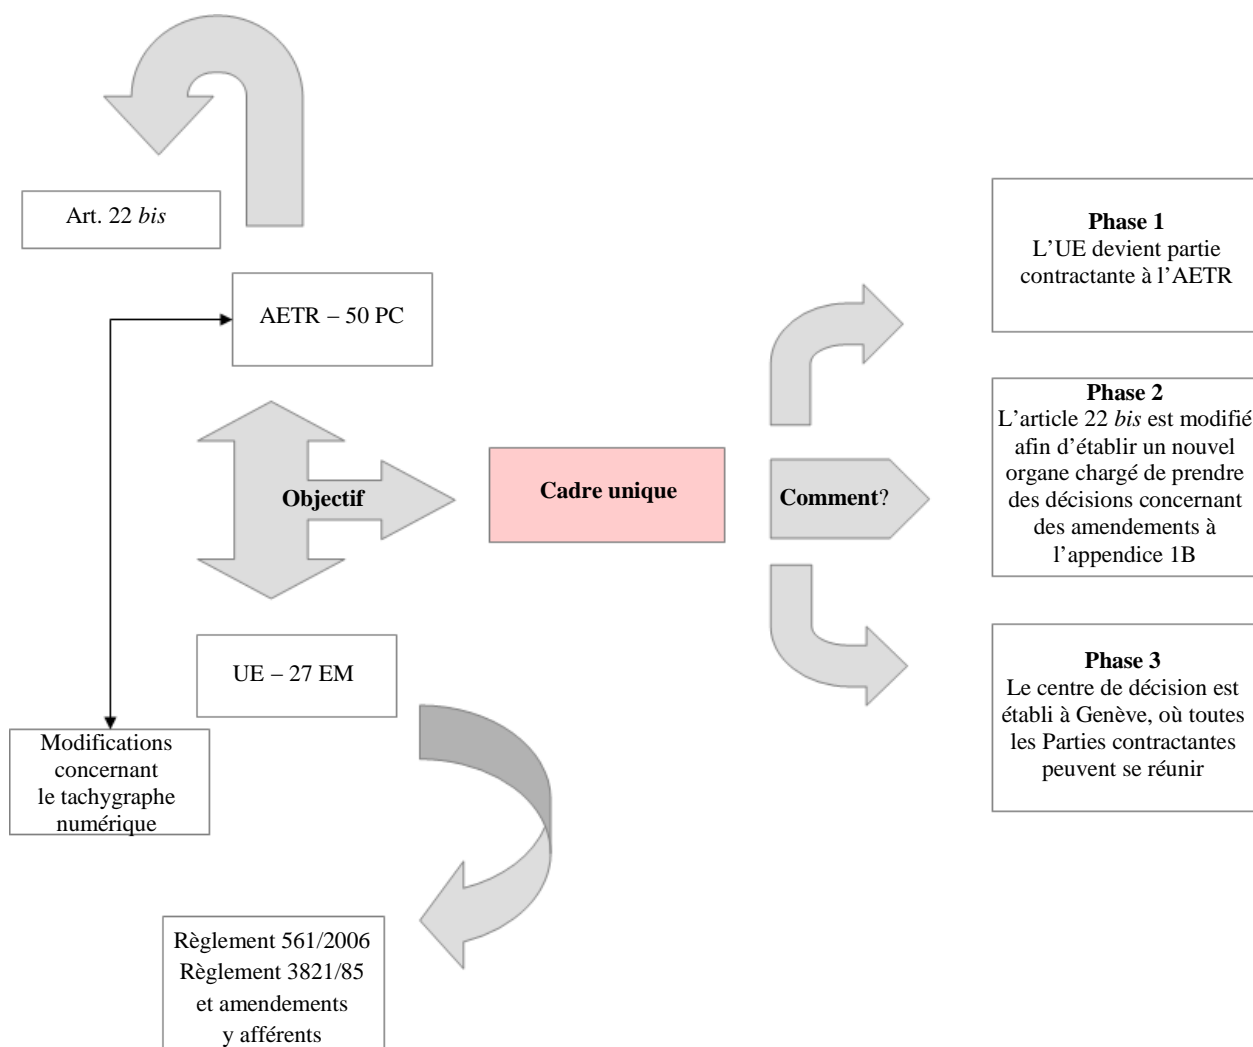 Art. 22 bis
AETR – 50 PC
Objectif
UE – 27 EM
Modifications
concernant
le tachygraphe
numérique
Règlement 561/2006
Règlement 3821/85
et amendements
y afférents
Cadre unique
Comment?
Phase 1
L’UE devient partie
contractante à l’AETR
Phase 2
L’article 22 bis est modifié
afin d’établir un nouvel
organe chargé de prendre
des décisions concernant
des amendements à
l’appendice 1B
Phase 3
Le centre de décision est
établi à Genève, où toutes
les Parties contractantes
peuvent se réunir